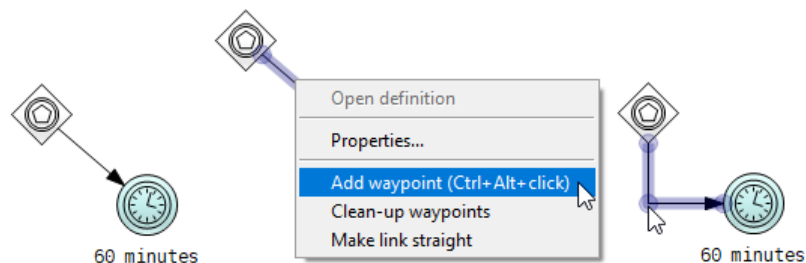 Open definition
Properties...
Add waypoint (Ctrl+Alt+click)
Clean-up waypoints
Make link straight
60 minutes
60 minutes